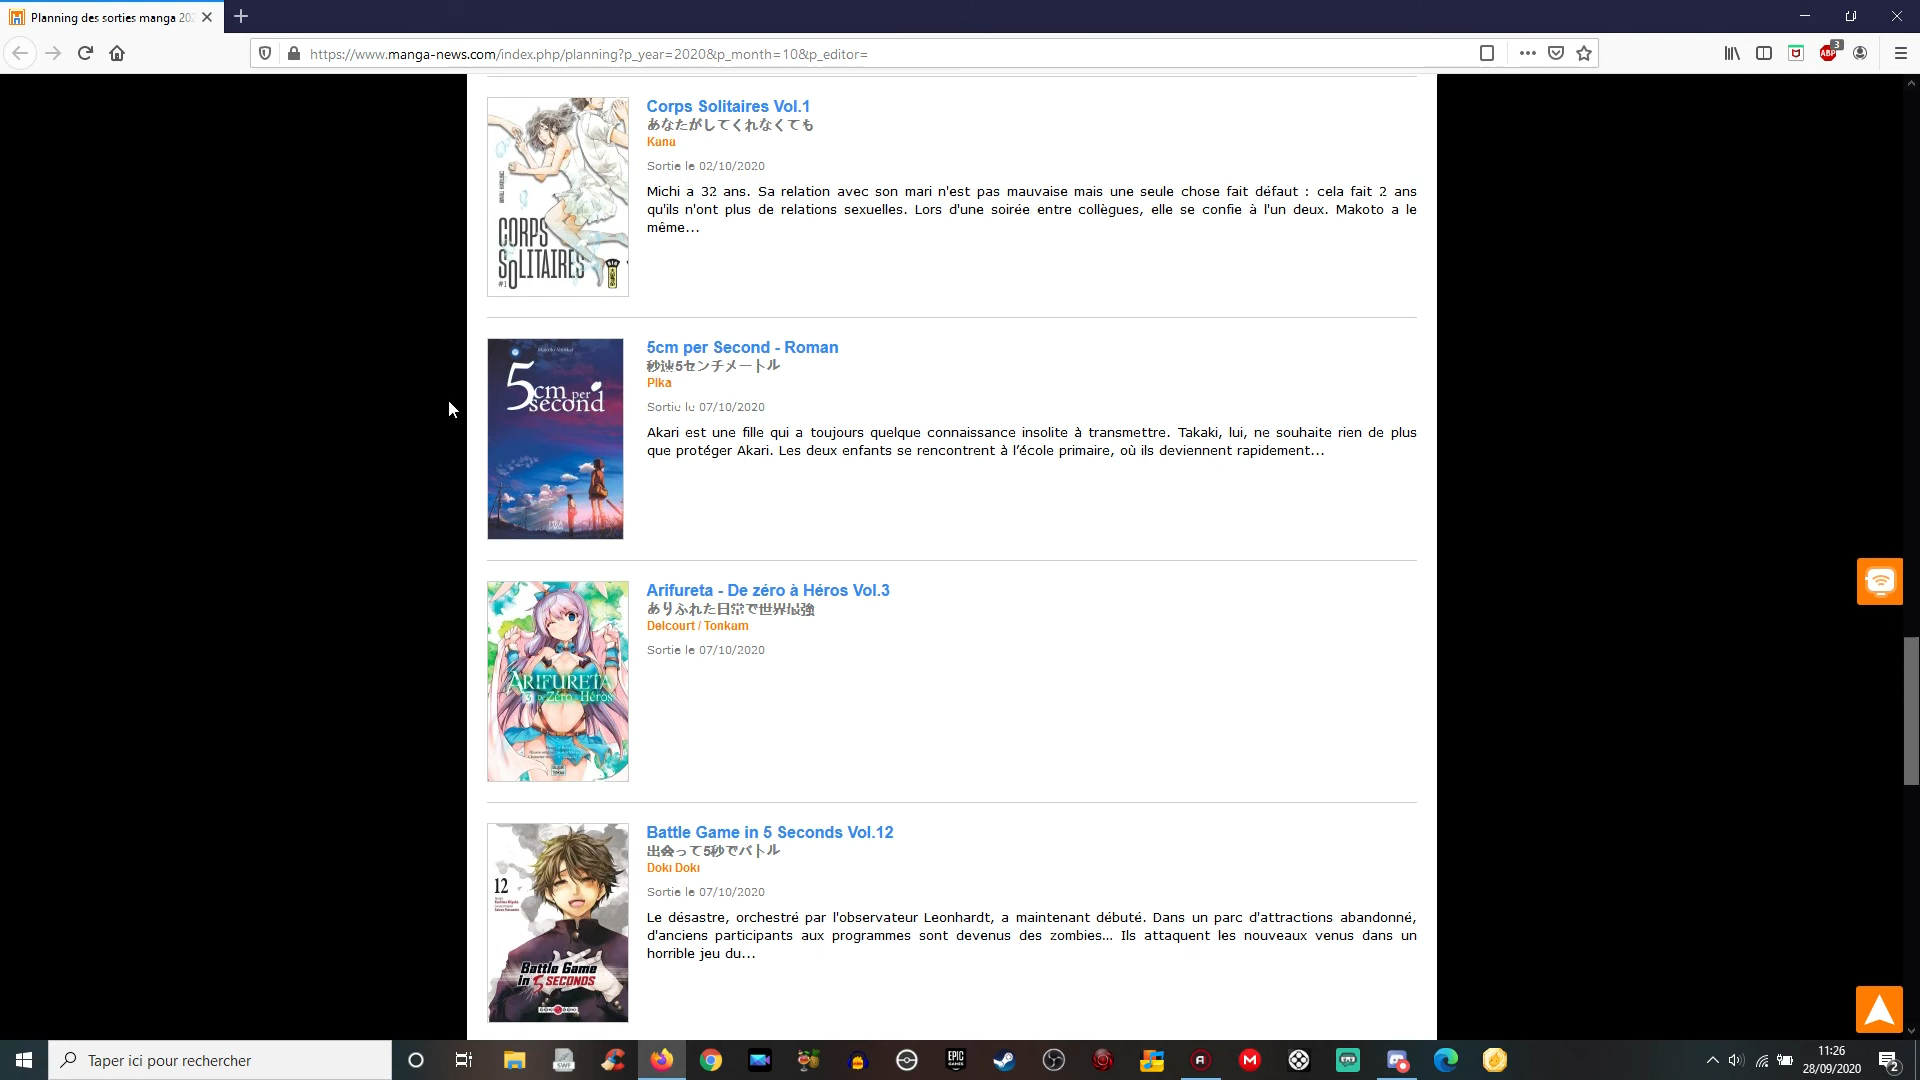 Planning des sorties manga 202
https://www.manga-news.com/index.php/planning?p_year=2020&p_month=10&p_editor=
ABP
3
Corps Solitaires Vol.1
あなたがしてくれなくても
Kana
Sortie le 02/10/2020
Michi a 32 ans. Sa relation avec son mari n'est pas mauvaise mais une seule chose fait défaut : cela fait 2 ans
qu'ils n'ont plus de relations sexuelles. Lors d'une soirée entre collègues, elle se confie à l'un deux. Makoto a le
même...
CORPS
SOLITAIRES
#1
5cm per Second - Roman
秒速5センチメートル
Pika
Sortie le 07/10/2020
Akari est une fille qui a toujours quelque connaissance insolite à transmettre. Takaki, lui, ne souhaite rien de plus
que protéger Akari. Les deux enfants se rencontrent à l’école primaire, où ils deviennent rapidement...
5cm per
second
Arifureta - De zéro à Héros Vol.3
ありふれた日常で世界最強
Delcourt / Tonkam
Sortie le 07/10/2020
ARIFURETA
3 De Zéro à Héros
Battle Game in 5 Seconds Vol.12
出会って5秒でバトル
Doki Doki
Sortie le 07/10/2020
Le désastre, orchestré par l'observateur Leonhardt, a maintenant débuté. Dans un parc d'attractions abandonné,
d'anciens participants aux programmes sont devenus des zombies... Ils attaquent les nouveaux venus dans un
horrible jeu du...
12
Battle Game
in 5 SECONDS
Taper ici pour rechercher
SWF
EPIC
GAMES
11:26
28/09/2020
2